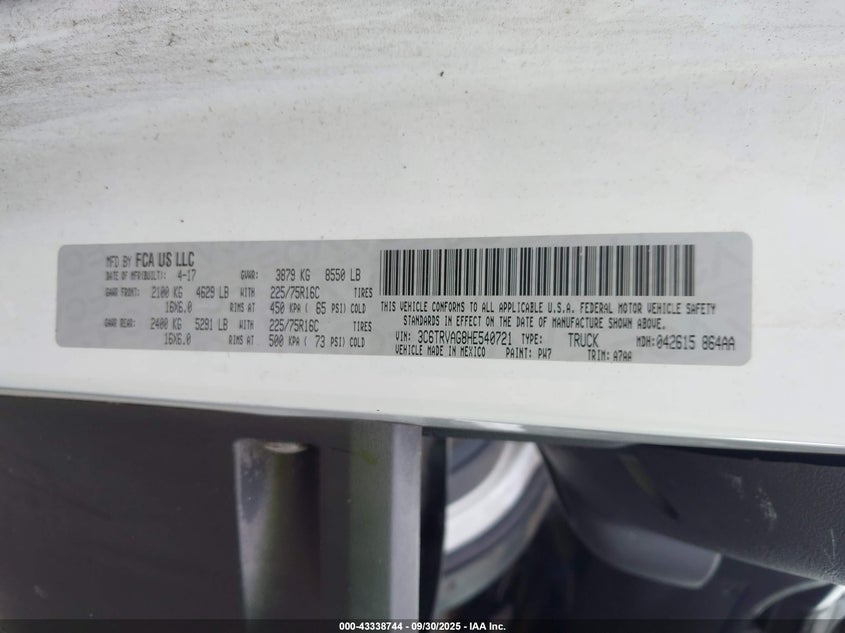 MFD BY FCA US LLC
DATE OF MFR(BUILT): 4-17 GVWR: 3879 KG 8550 LB
GAWR FRONT: 2100 KG 4629 LB WITH 225/75R16C TIRES
16X6.0 RIMS AT 450 KPA ( 65 PSI) COLD
GAWR REAR: 2400 KG 5291 LB WITH 225/75R16C TIRES
16X6.0 RIMS AT 500 KPA ( 73 PSI) COLD
THIS VEHICLE CONFORMS TO ALL APPLICABLE U.S.A. FEDERAL MOTOR VEHICLE SAFETY
STANDARDS IN EFFECT ON THE DATE OF MANUFACTURE SHOWN ABOVE.
VIN: 3C6TRVAG8HE540721 TYPE: TRUCK MDH: 042615 864AA
VEHICLE MADE IN MEXICO PAINT: PW7 TRIM: A7AA
000-43338744 - 09/30/2025 - IAA Inc.